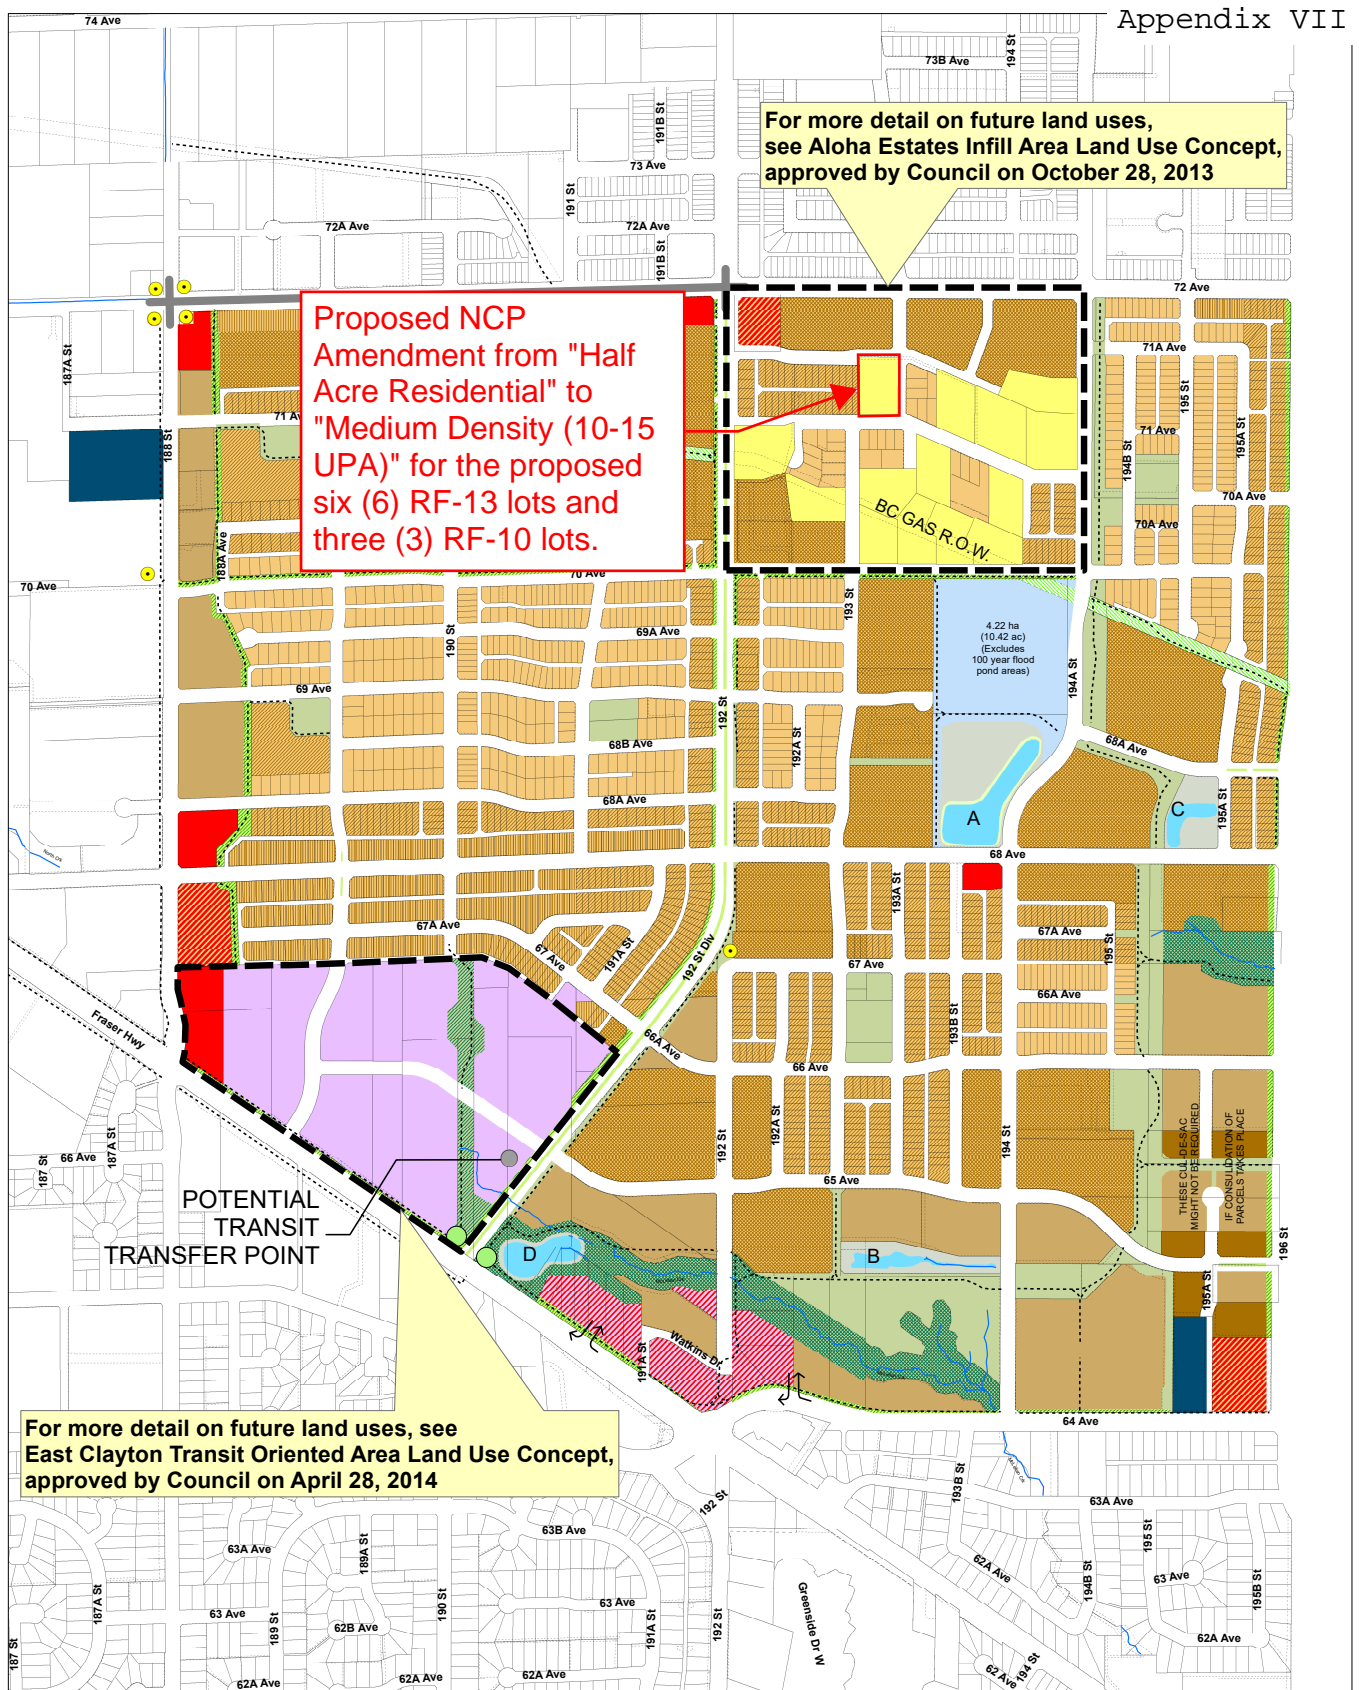 Appendix VII
74 Ave
194 St
73B Ave
191B St
For more detail on future land uses,
see Aloha Estates Infill Area Land Use Concept,
approved by Council on October 28, 2013
73 Ave
191 St
72A Ave
72A Ave
191B St
72 Ave
187A St
Proposed NCP
Amendment from "Half
Acre Residential" to
"Medium Density (10-15
UPA)" for the proposed
six (6) RF-13 lots and
three (3) RF-10 lots.
71A Ave
195 St
71 Av
188 St
71 Ave
194B St
195A St
70A Ave
BC GAS R.O.W.
70A Ave
188A Ave
70 Ave
70 Ave
193 St
4.22 ha
(10.42 ac)
(Excludes
100 year flood
pond areas)
190 St
69A Ave
194A St
69 Ave
192 St
68B Ave
192A St
68A Ave
68A Ave
A
C
195A St
North Crk
68 Ave
193A St
67A Ave
67 Ave
191A St
192 St Div
67A Ave
195 St
67 Ave
66A Ave
193B St
Fraser Hwy
66A Ave
66 Ave
187A St
187 St
66 Ave
192A St
192 St
194 St
THESE CUL-DE-SAC
MIGHT NOT BE REQUIRED
IF CONSULIDATION OF
PARCELS TAKES PLACE
65 Ave
POTENTIAL
TRANSIT
TRANSFER POINT
D
B
196 St
195A St
191A St
Watkins Dr
64 Ave
For more detail on future land uses, see
East Clayton Transit Oriented Area Land Use Concept,
approved by Council on April 28, 2014
192 St
193B St
63A Ave
63B Ave
63A Ave
189A St
195 St
62A Ave
194B St
63 Ave
195B St
187A St
63 Ave
189 St
62B Ave
190 St
63 Ave
191A St
192 St
Greenside Dr W
62A Ave
187 St
62A Ave
62A Ave
62A Ave
62 Ave
194 St